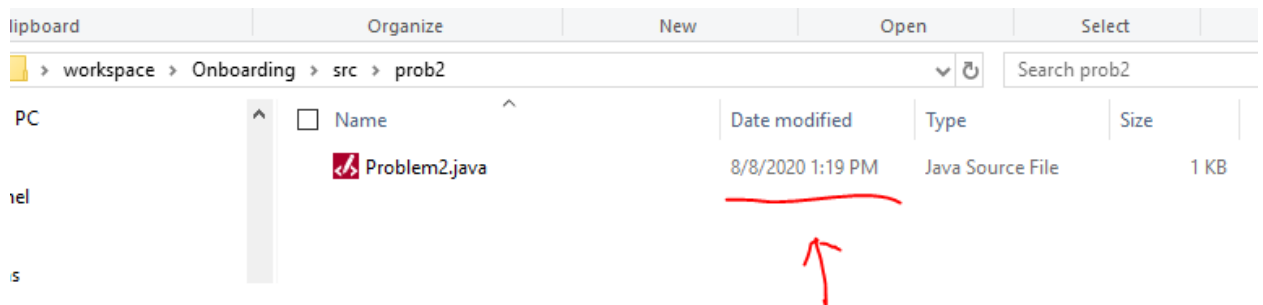 lipboard Organize New Open Select
> workspace > Onboarding > src > prob2 Search prob2
PC Name Date modified Type Size
Problem2.java 8/8/2020 1:19 PM Java Source File 1 KB
nel
s